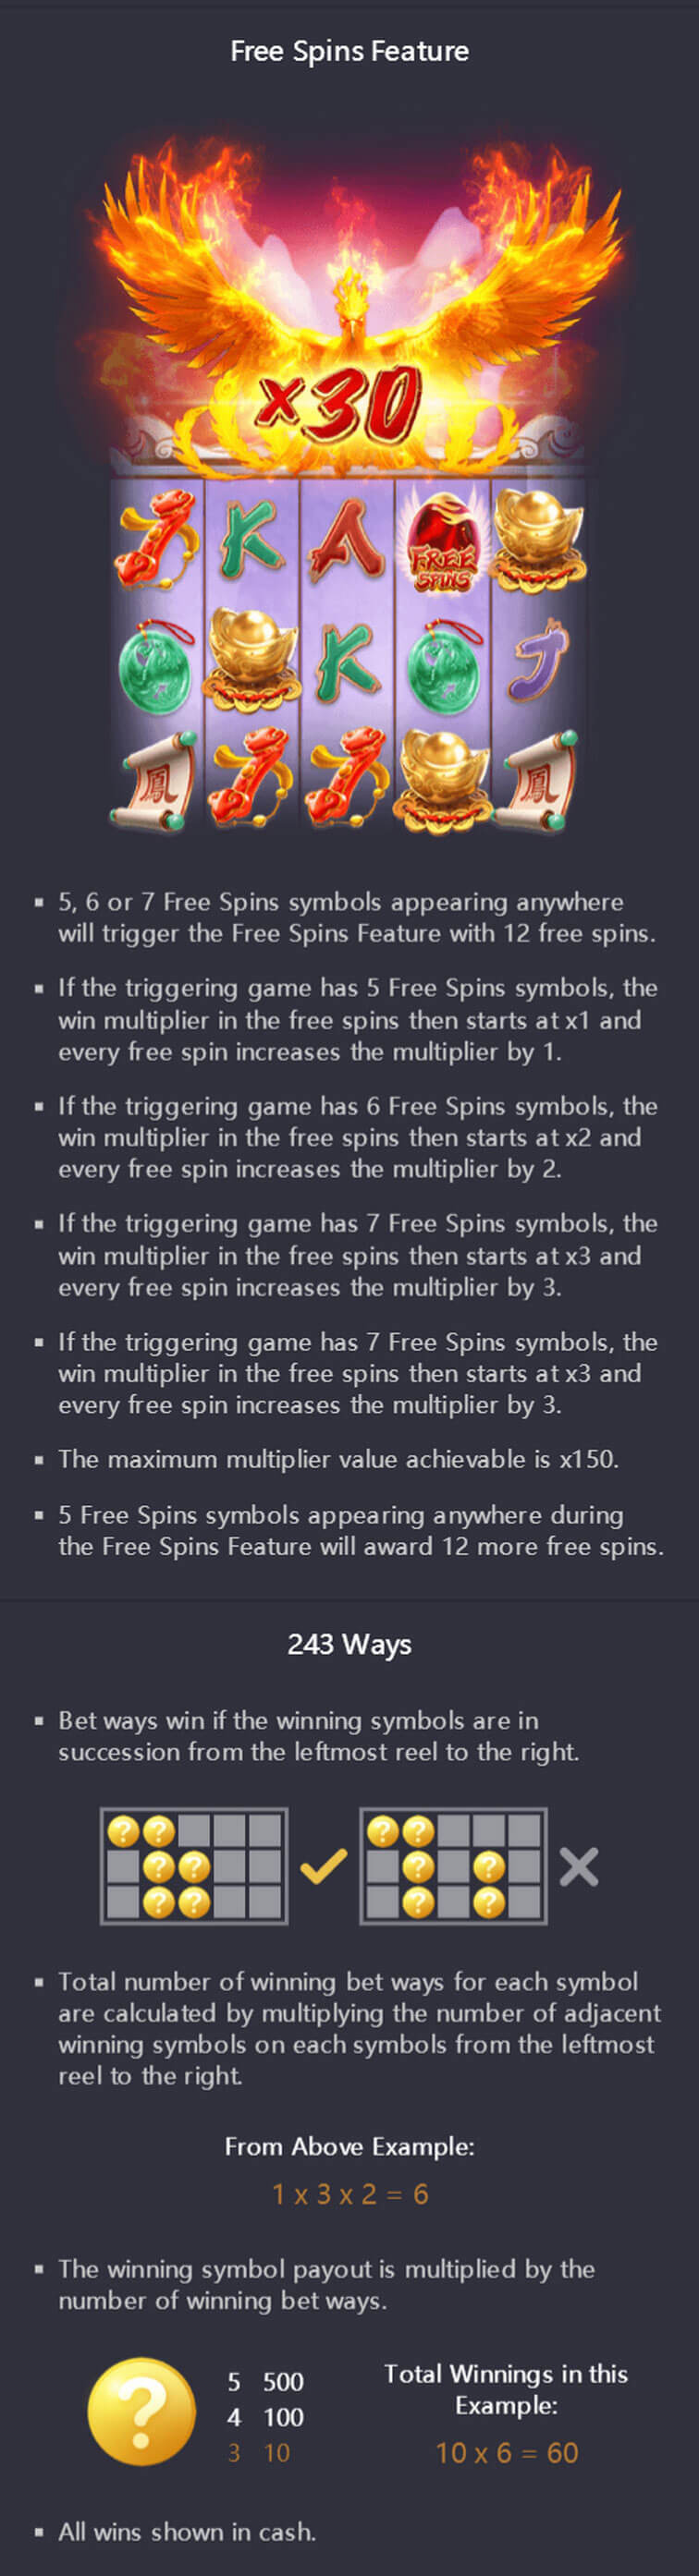 Free Spins Feature
x30
K A FREE
SPINS
K J
鳳 鳳
▪ 5, 6 or 7 Free Spins symbols appearing anywhere
will trigger the Free Spins Feature with 12 free spins.
▪ If the triggering game has 5 Free Spins symbols, the
win multiplier in the free spins then starts at x1 and
every free spin increases the multiplier by 1.
▪ If the triggering game has 6 Free Spins symbols, the
win multiplier in the free spins then starts at x2 and
every free spin increases the multiplier by 2.
▪ If the triggering game has 7 Free Spins symbols, the
win multiplier in the free spins then starts at x3 and
every free spin increases the multiplier by 3.
▪ If the triggering game has 7 Free Spins symbols, the
win multiplier in the free spins then starts at x3 and
every free spin increases the multiplier by 3.
▪ The maximum multiplier value achievable is x150.
▪ 5 Free Spins symbols appearing anywhere during
the Free Spins Feature will award 12 more free spins.
243 Ways
▪ Bet ways win if the winning symbols are in
succession from the leftmost reel to the right.
? ? ? ?
? ? ? ?
? ? ? ?
▪ Total number of winning bet ways for each symbol
are calculated by multiplying the number of adjacent
winning symbols on each symbols from the leftmost
reel to the right.
From Above Example:
1 x 3 x 2 = 6
▪ The winning symbol payout is multiplied by the
number of winning bet ways.
?
5 500
4 100
3 10
Total Winnings in this
Example:
10 x 6 = 60
▪ All wins shown in cash.